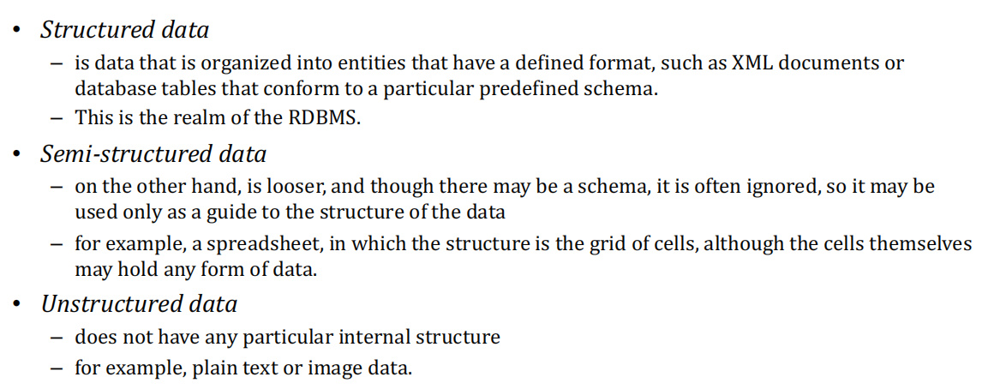 • Structured data
– is data that is organized into entities that have a defined format, such as XML documents or
database tables that conform to a particular predefined schema.
– This is the realm of the RDBMS.
• Semi-structured data
– on the other hand, is looser, and though there may be a schema, it is often ignored, so it may be
used only as a guide to the structure of the data
– for example, a spreadsheet, in which the structure is the grid of cells, although the cells themselves
may hold any form of data.
• Unstructured data
– does not have any particular internal structure
– for example, plain text or image data.